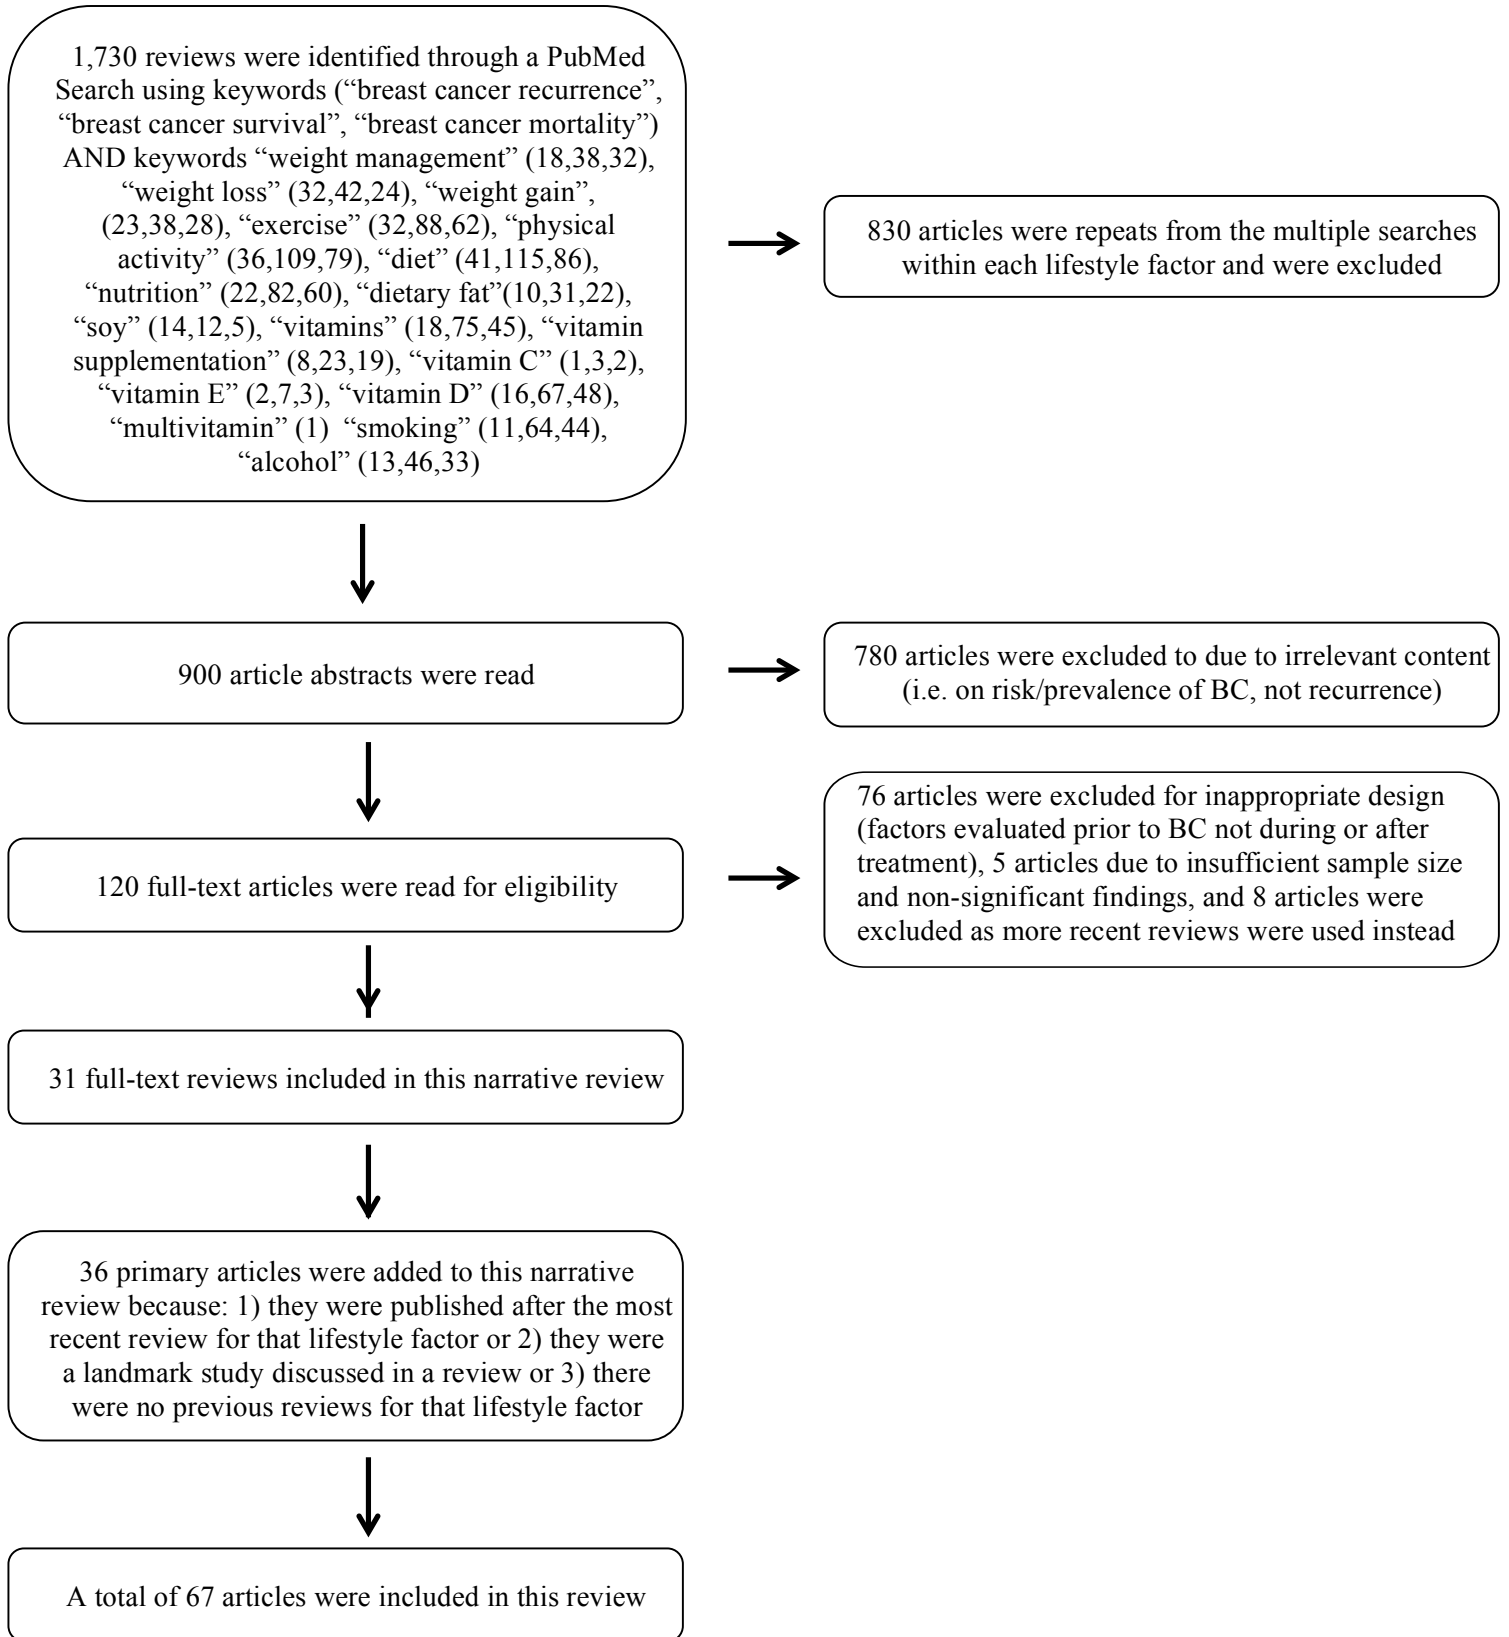 1,730 reviews were identified through a PubMed
Search using keywords (“breast cancer recurrence”,
“breast cancer survival”, “breast cancer mortality”)
AND keywords “weight management” (18,38,32),
“weight loss” (32,42,24), “weight gain”,
(23,38,28), “exercise” (32,88,62), “physical
activity” (36,109,79), “diet” (41,115,86),
“nutrition” (22,82,60), “dietary fat”(10,31,22),
“soy” (14,12,5), “vitamins” (18,75,45), “vitamin
supplementation” (8,23,19), “vitamin C” (1,3,2),
“vitamin E” (2,7,3), “vitamin D” (16,67,48),
“multivitamin” (1) “smoking” (11,64,44),
“alcohol” (13,46,33)
830 articles were repeats from the multiple searches
within each lifestyle factor and were excluded
900 article abstracts were read
780 articles were excluded to due to irrelevant content
(i.e. on risk/prevalence of BC, not recurrence)
120 full-text articles were read for eligibility
76 articles were excluded for inappropriate design
(factors evaluated prior to BC not during or after
treatment), 5 articles due to insufficient sample size
and non-significant findings, and 8 articles were
excluded as more recent reviews were used instead
31 full-text reviews included in this narrative review
36 primary articles were added to this narrative
review because: 1) they were published after the most
recent review for that lifestyle factor or 2) they were
a landmark study discussed in a review or 3) there
were no previous reviews for that lifestyle factor
A total of 67 articles were included in this review